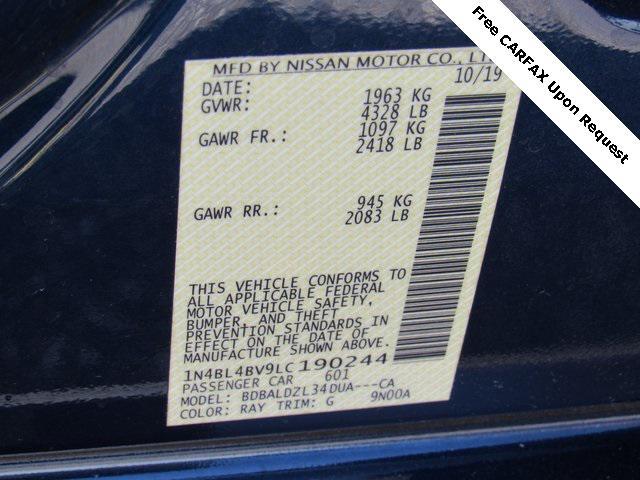 Free CARFAX Upon Request
MFD BY NISSAN MOTOR CO., LT
DATE: 10/19
GVWR: 1963 KG
4328 LB
GAWR FR.: 1097 KG
2418 LB
GAWR RR.: 945 KG
2083 LB
THIS VEHICLE CONFORMS TO
ALL APPLICABLE FEDERAL
MOTOR VEHICLE SAFETY,
BUMPER, AND THEFT
PREVENTION STANDARDS IN
EFFECT ON THE DATE OF
MANUFACTURE SHOWN ABOVE.
1N4BL4BV9LC190244
PASSENGER CAR 601
MODEL: BDBALDZL34DUA---CA
COLOR: RAY TRIM: G 9N00A